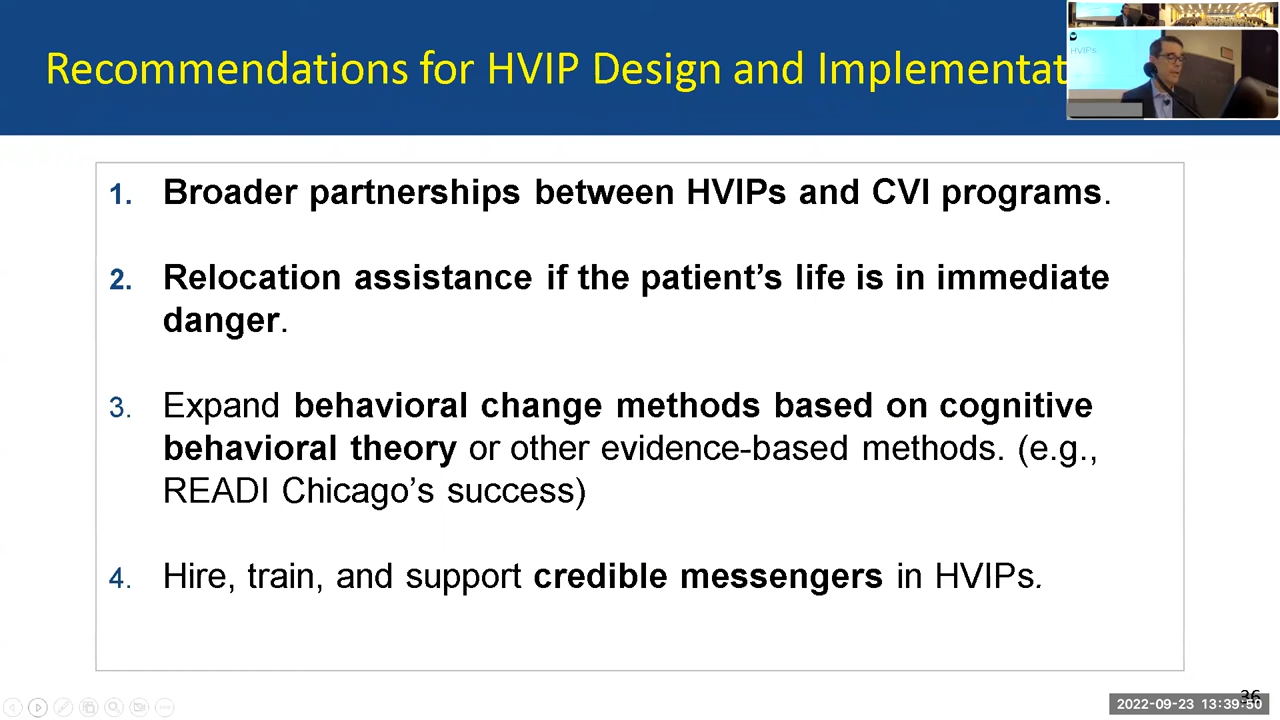 Recommendations for HVIP Design and Implementat
HVIPs
1. Broader partnerships between HVIPs and CVI programs.
2. Relocation assistance if the patient’s life is in immediate
danger.
3. Expand behavioral change methods based on cognitive
behavioral theory or other evidence-based methods. (e.g.,
READI Chicago’s success)
4. Hire, train, and support credible messengers in HVIPs.
36
2022-09-23 13:39:50